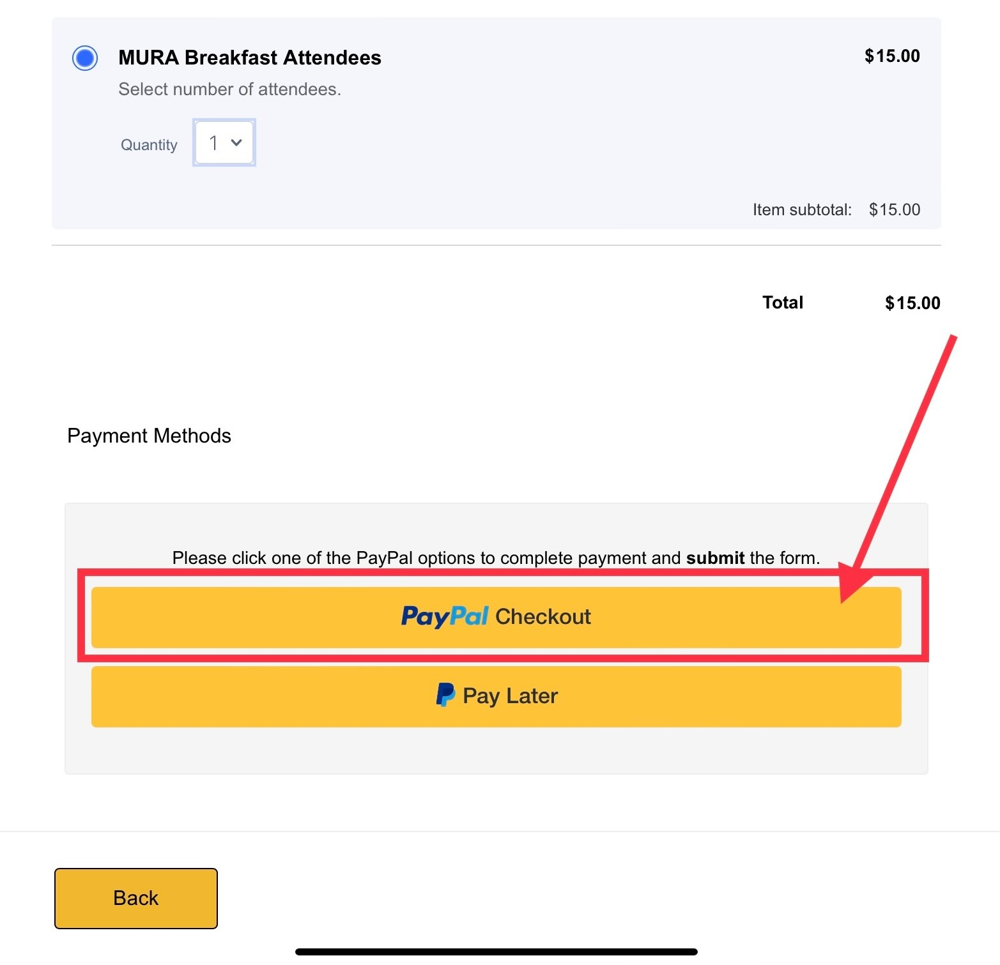 MURA Breakfast Attendees $15.00
Select number of attendees.
Quantity 1
Item subtotal: $15.00
Total $15.00
Payment Methods
Please click one of the PayPal options to complete payment and submit the form.
PayPal Checkout
Pay Later
Back